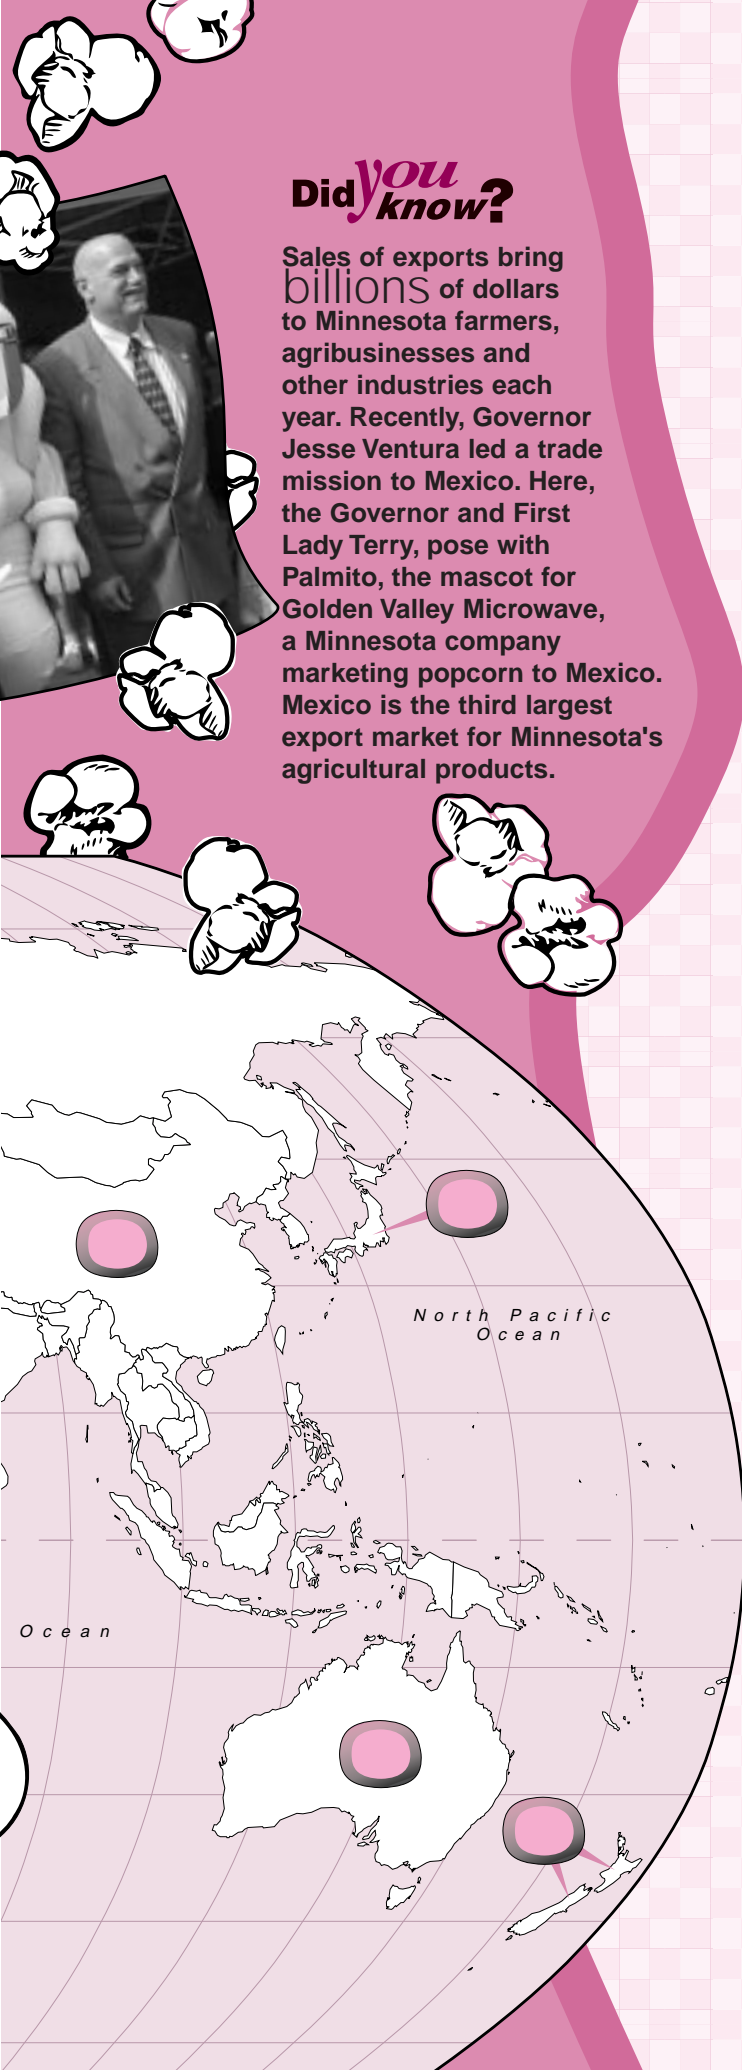 Did you know?
Sales of exports bring
billions of dollars
to Minnesota farmers,
agribusinesses and
other industries each
year. Recently, Governor
Jesse Ventura led a trade
mission to Mexico. Here,
the Governor and First
Lady Terry, pose with
Palmito, the mascot for
Golden Valley Microwave,
a Minnesota company
marketing popcorn to Mexico.
Mexico is the third largest
export market for Minnesota's
agricultural products.
North Pacific
Ocean
Ocean